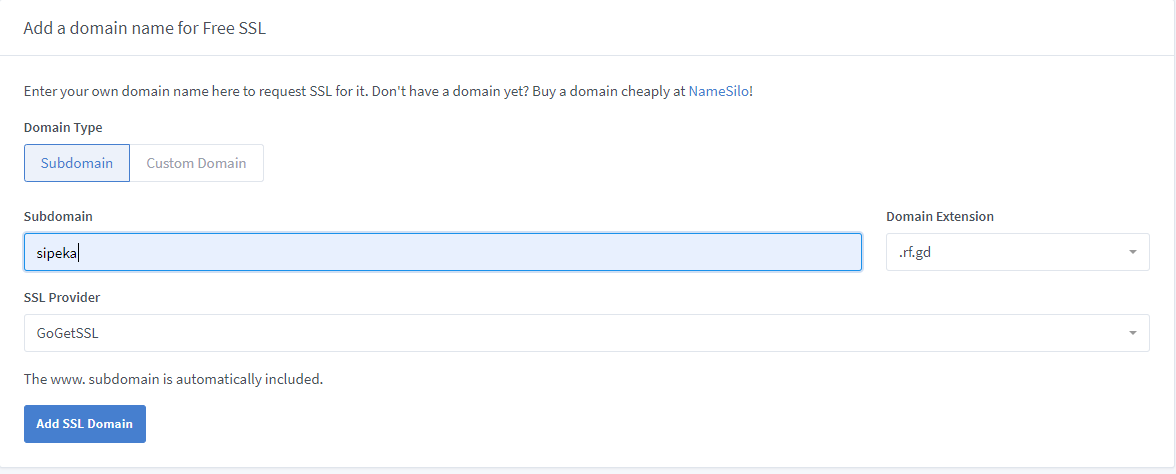 Add a domain name for Free SSL
Enter your own domain name here to request SSL for it. Don't have a domain yet? Buy a domain cheaply at NameSilo!
Domain Type
Subdomain Custom Domain
Subdomain Domain Extension
sipeka .rf.gd
SSL Provider
GoGetSSL
The www. subdomain is automatically included.
Add SSL Domain